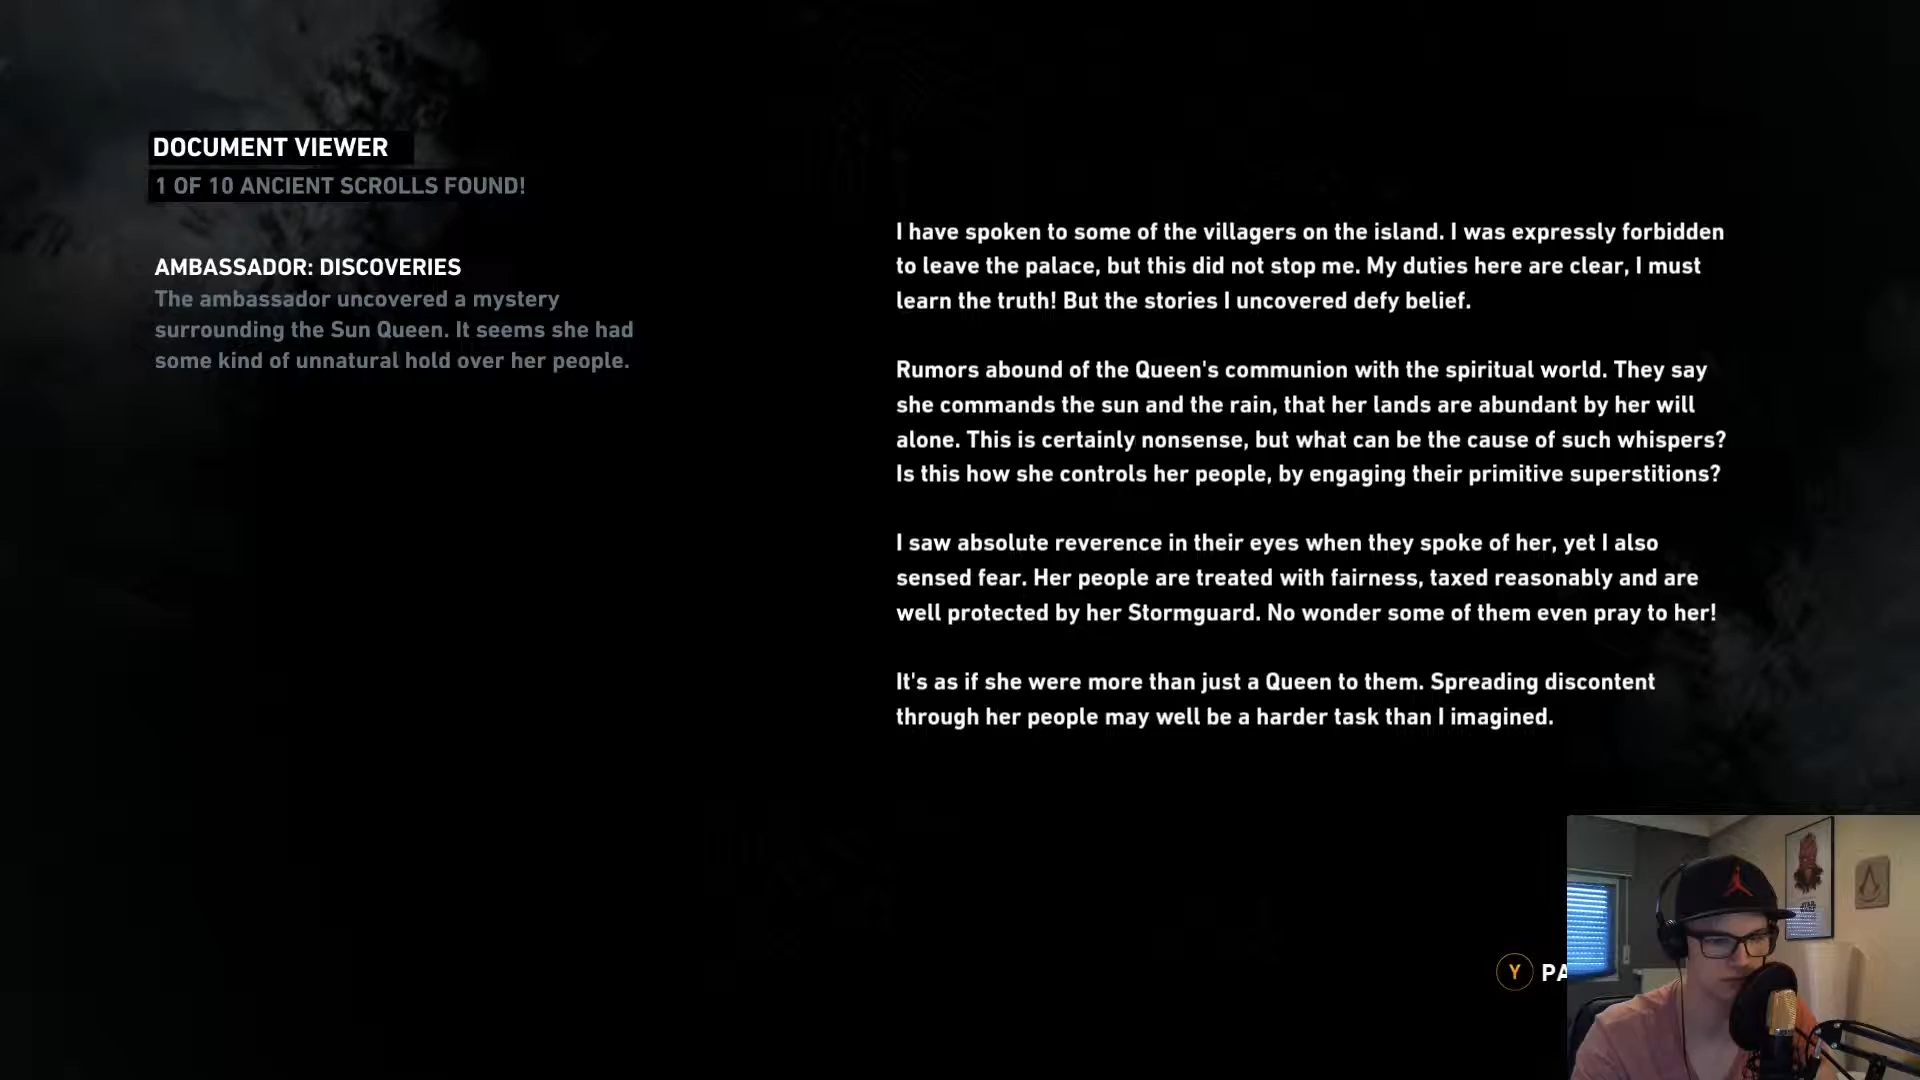 DOCUMENT VIEWER
1 OF 10 ANCIENT SCROLLS FOUND!
AMBASSADOR: DISCOVERIES
The ambassador uncovered a mystery
surrounding the Sun Queen. It seems she had
some kind of unnatural hold over her people.
I have spoken to some of the villagers on the island. I was expressly forbidden
to leave the palace, but this did not stop me. My duties here are clear, I must
learn the truth! But the stories I uncovered defy belief.
Rumors abound of the Queen's communion with the spiritual world. They say
she commands the sun and the rain, that her lands are abundant by her will
alone. This is certainly nonsense, but what can be the cause of such whispers?
Is this how she controls her people, by engaging their primitive superstitions?
I saw absolute reverence in their eyes when they spoke of her, yet I also
sensed fear. Her people are treated with fairness, taxed reasonably and are
well protected by her Stormguard. No wonder some of them even pray to her!
It's as if she were more than just a Queen to them. Spreading discontent
through her people may well be a harder task than I imagined.
Y PA